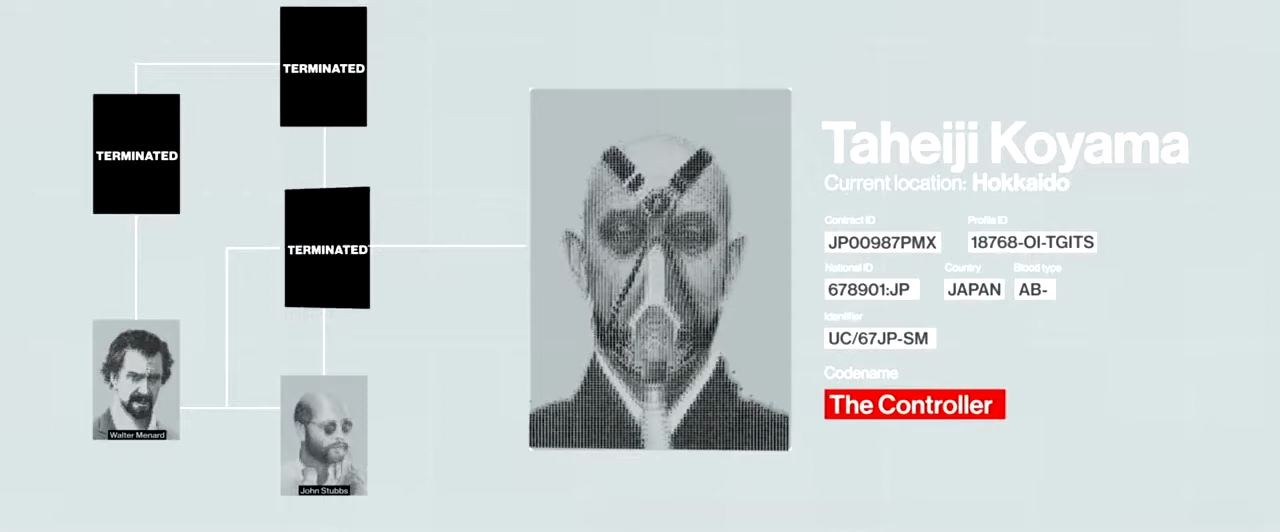 TERMINATED
TERMINATED
TERMINATED
Walter Menard
John Stubbs
Taheiji Koyama
Current location: Hokkaido
Contract ID Profile ID
JP00987PMX 18768-OI-TGITS
National ID Country Blood type
678901:JP JAPAN AB-
Identifier
UC/67JP-SM
Codename
The Controller